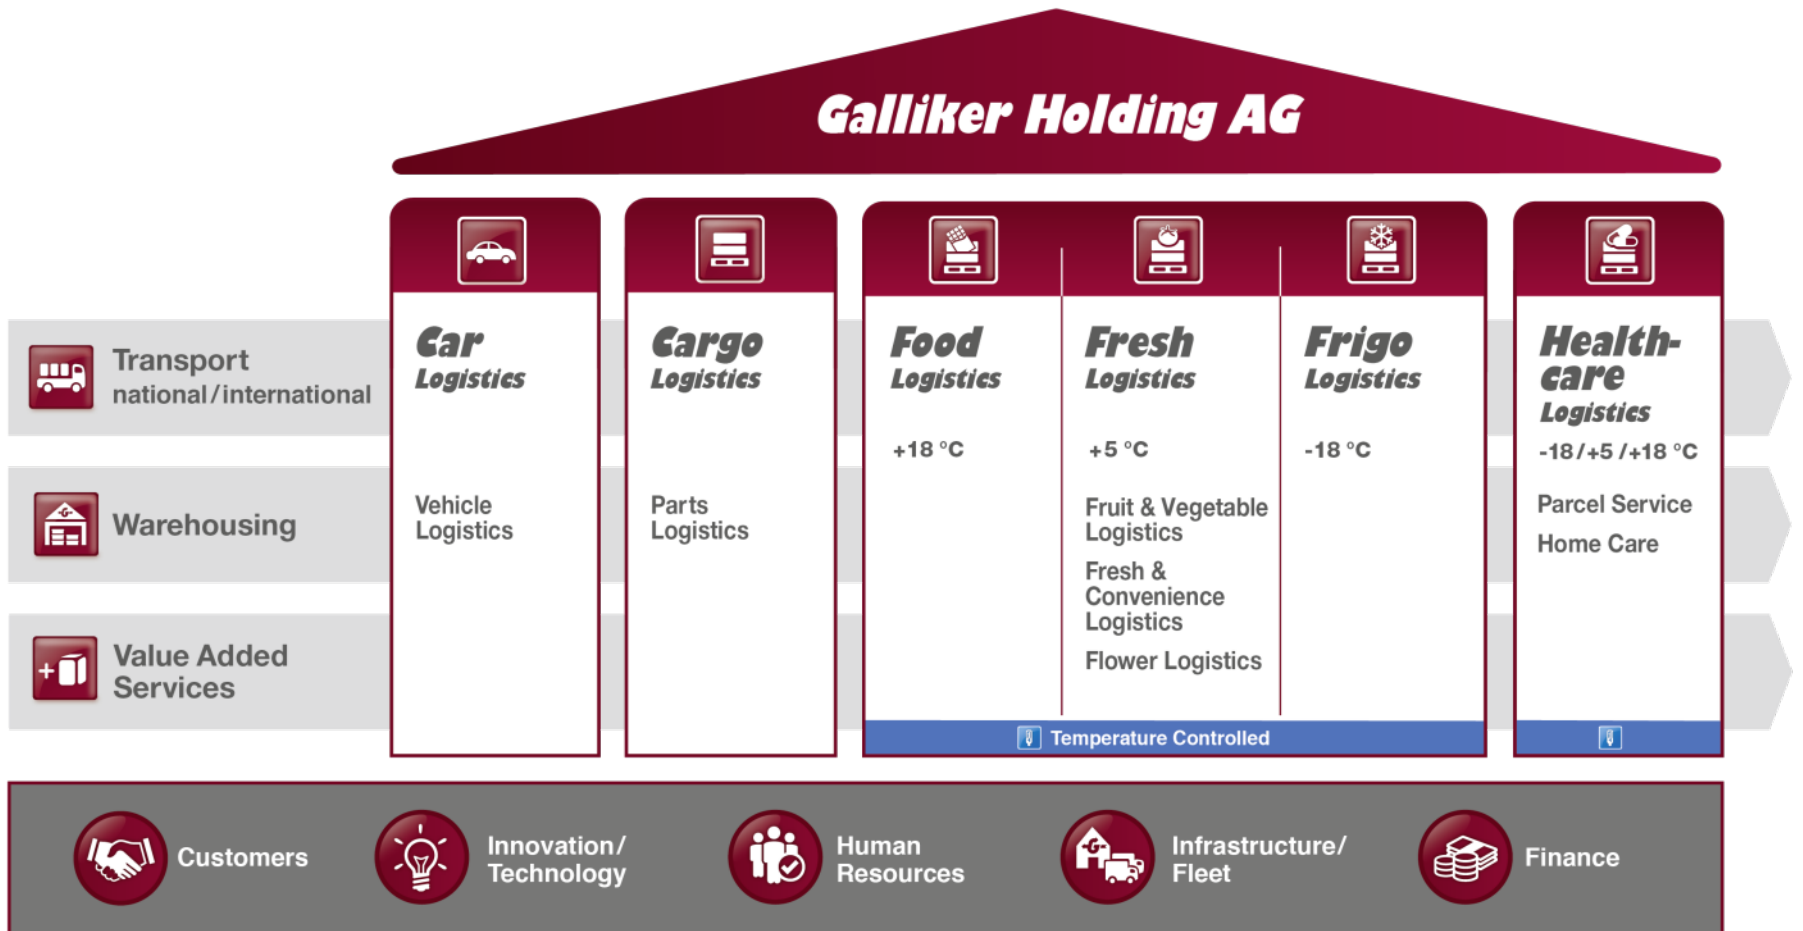 Galliker Holding AG
Transport
national/international
Warehousing
Value Added
Services
Car
Logistics
Vehicle
Logistics
Cargo
Logistics
Parts
Logistics
Food
Logistics
+18 °C
Fresh
Logistics
+5 °C
Fruit & Vegetable
Logistics
Fresh &
Convenience
Logistics
Flower Logistics
Frigo
Logistics
-18 °C
Temperature Controlled
Health-
care
Logistics
-18/+5/+18 °C
Parcel Service
Home Care
Customers
Innovation/
Technology
Human
Resources
-G-
Infrastructure/
Fleet
Finance